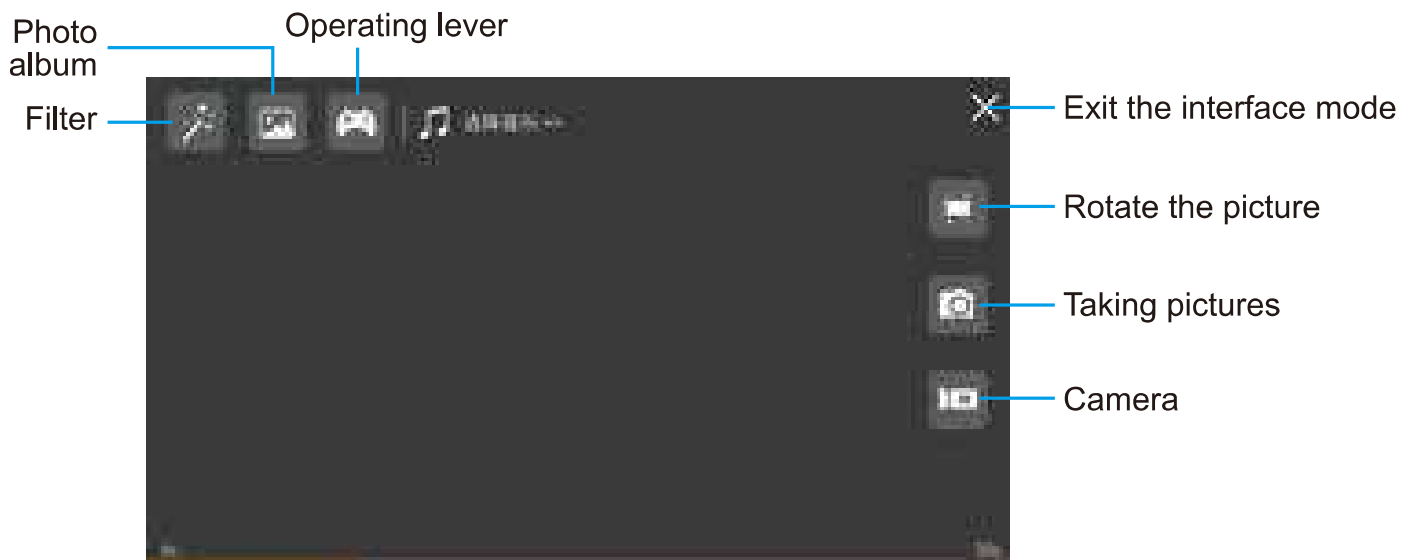 Photo
album
Operating lever
Filter
Exit the interface mode
Rotate the picture
Taking pictures
Camera